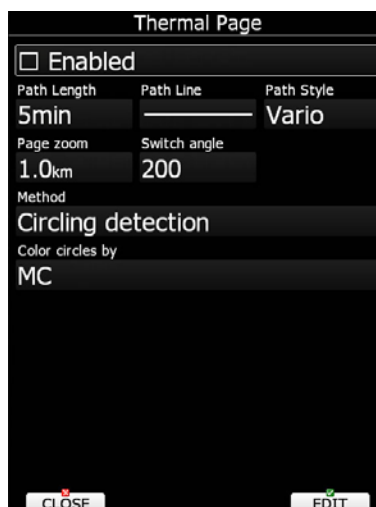 Thermal Page
Enabled
Path Length Path Line Path Style
5min Vario
Page zoom Switch angle
1.0km 200
Method
Circling detection
Color circles by
MC
CLOSE EDIT